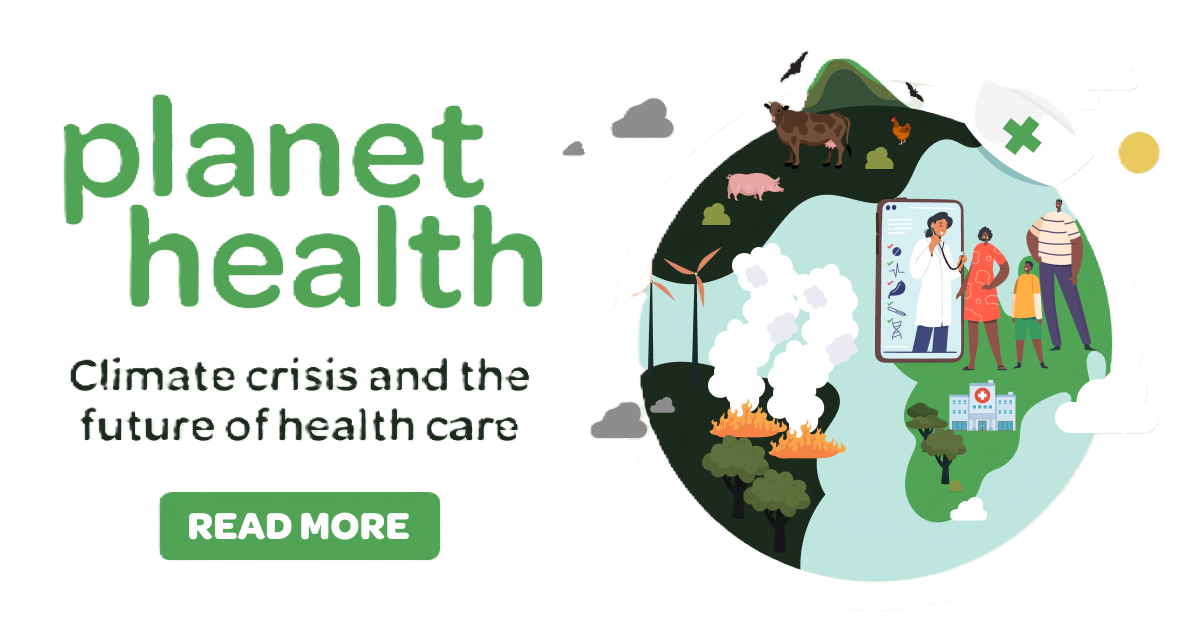 planet
health
Climate crisis and the
future of health care
READ MORE